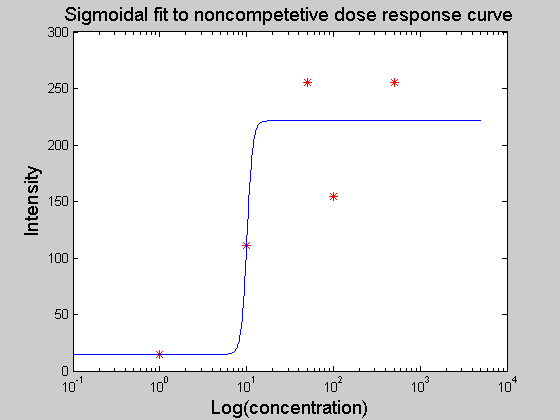 Sigmoidal fit to noncompetetive dose response curve
300
250
200
150
100
50
0
Intensity
10^-1 10^0 10^1 10^2 10^3 10^4
Log(concentration)